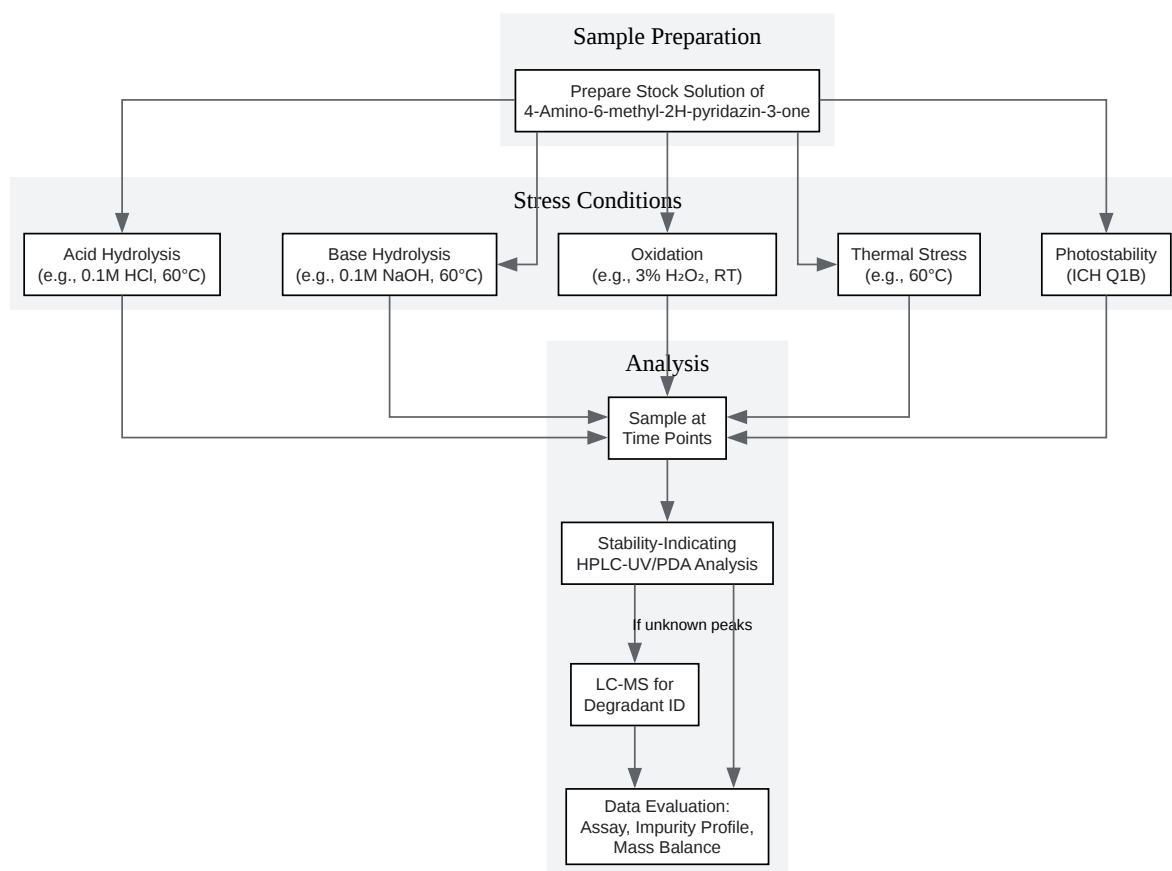 Sample Preparation
Prepare Stock Solution of
4-Amino-6-methyl-2H-pyridazin-3-one
Stress Conditions
Acid Hydrolysis
(e.g., 0.1M HCl, 60°C)
Base Hydrolysis
(e.g., 0.1M NaOH, 60°C)
Oxidation
(e.g., 3% H₂O₂, RT)
Thermal Stress
(e.g., 60°C)
Photostability
(ICH Q1B)
Analysis
Sample at
Time Points
Stability-Indicating
HPLC-UV/PDA Analysis
If unknown peaks
LC-MS for
Degradant ID
Data Evaluation:
Assay, Impurity Profile,
Mass Balance